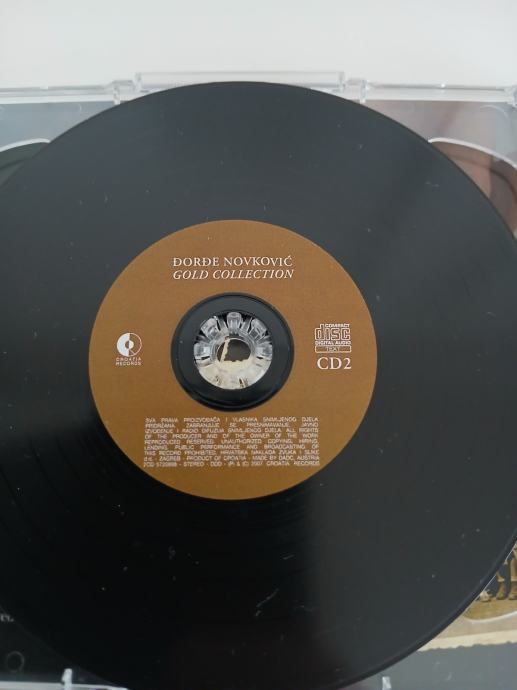 ĐORĐE NOVKOVIĆ
GOLD COLLECTION
CROATIA
RECORDS
COMPACT
disc
DIGITAL AUDIO
TEXT
CD2
SVA PRAVA PROIZVOĐAČA I VLASNIKA SNIMLJENOG DJELA
PRIDRŽANA. ZABRANJUJE SE PRESNIMAVANJE, JAVNO
IZVOĐENJE I RADIO DIFUZIJA SNIMLJENOG DJELA. ALL RIGHTS
OF THE PRODUCER AND OF THE OWNER OF THE WORK
REPRODUCED RESERVED. UNAUTHORIZED COPYING, HIRING,
LENDING, PUBLIC PERFORMANCE AND BROADCASTING OF
THIS RECORD PROHIBITED. HRVATSKA NAKLADA ZVUKA I SLIKE
d.d. - ZAGREB - PRODUCT OF CROATIA - MADE BY DADC, AUSTRIA
- STEREO - DDD - (P) & (C) 2007 CROATIA RECORDS